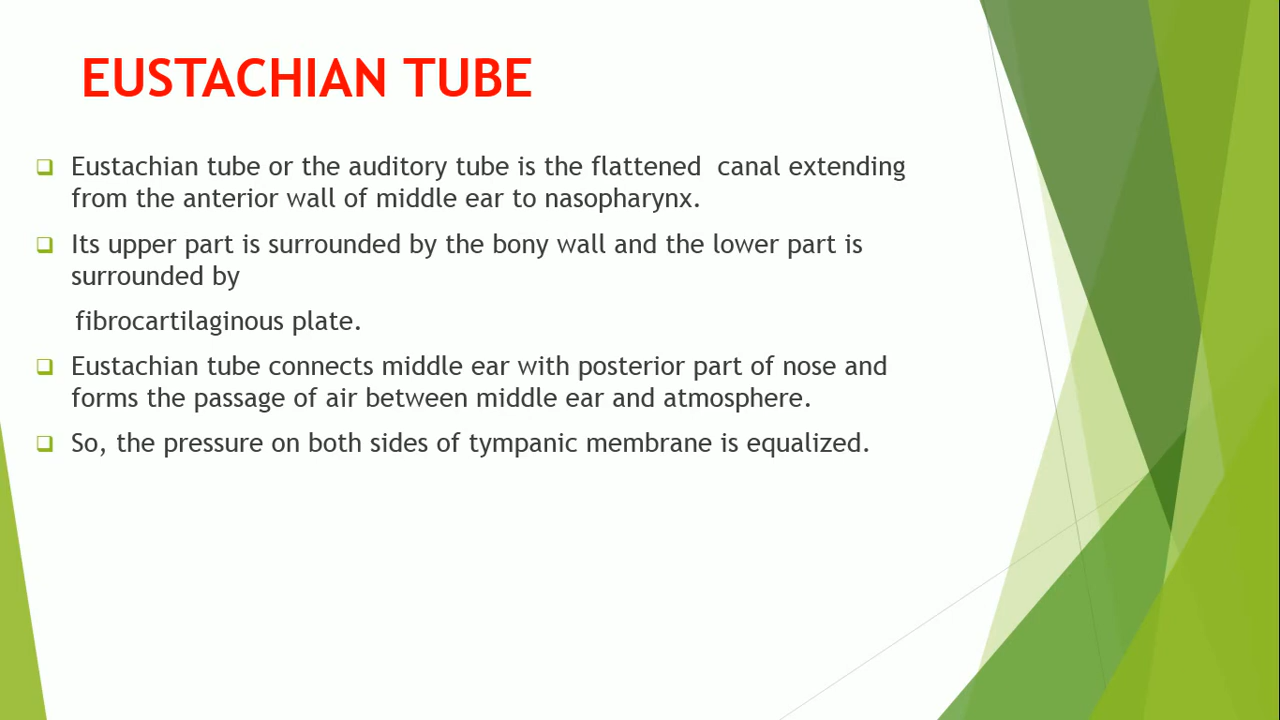 EUSTACHIAN TUBE
Eustachian tube or the auditory tube is the flattened canal extending
from the anterior wall of middle ear to nasopharynx.
Its upper part is surrounded by the bony wall and the lower part is
surrounded by
fibrocartilaginous plate.
Eustachian tube connects middle ear with posterior part of nose and
forms the passage of air between middle ear and atmosphere.
So, the pressure on both sides of tympanic membrane is equalized.